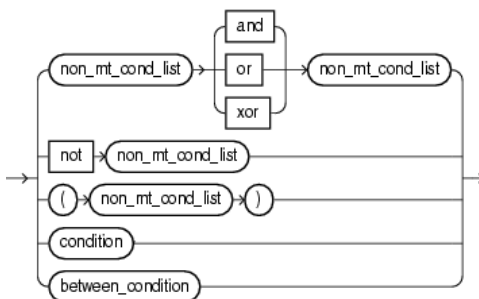 and
non_mt_cond_list or non_mt_cond_list
xor
not non_mt_cond_list
( non_mt_cond_list )
condition
between_condition